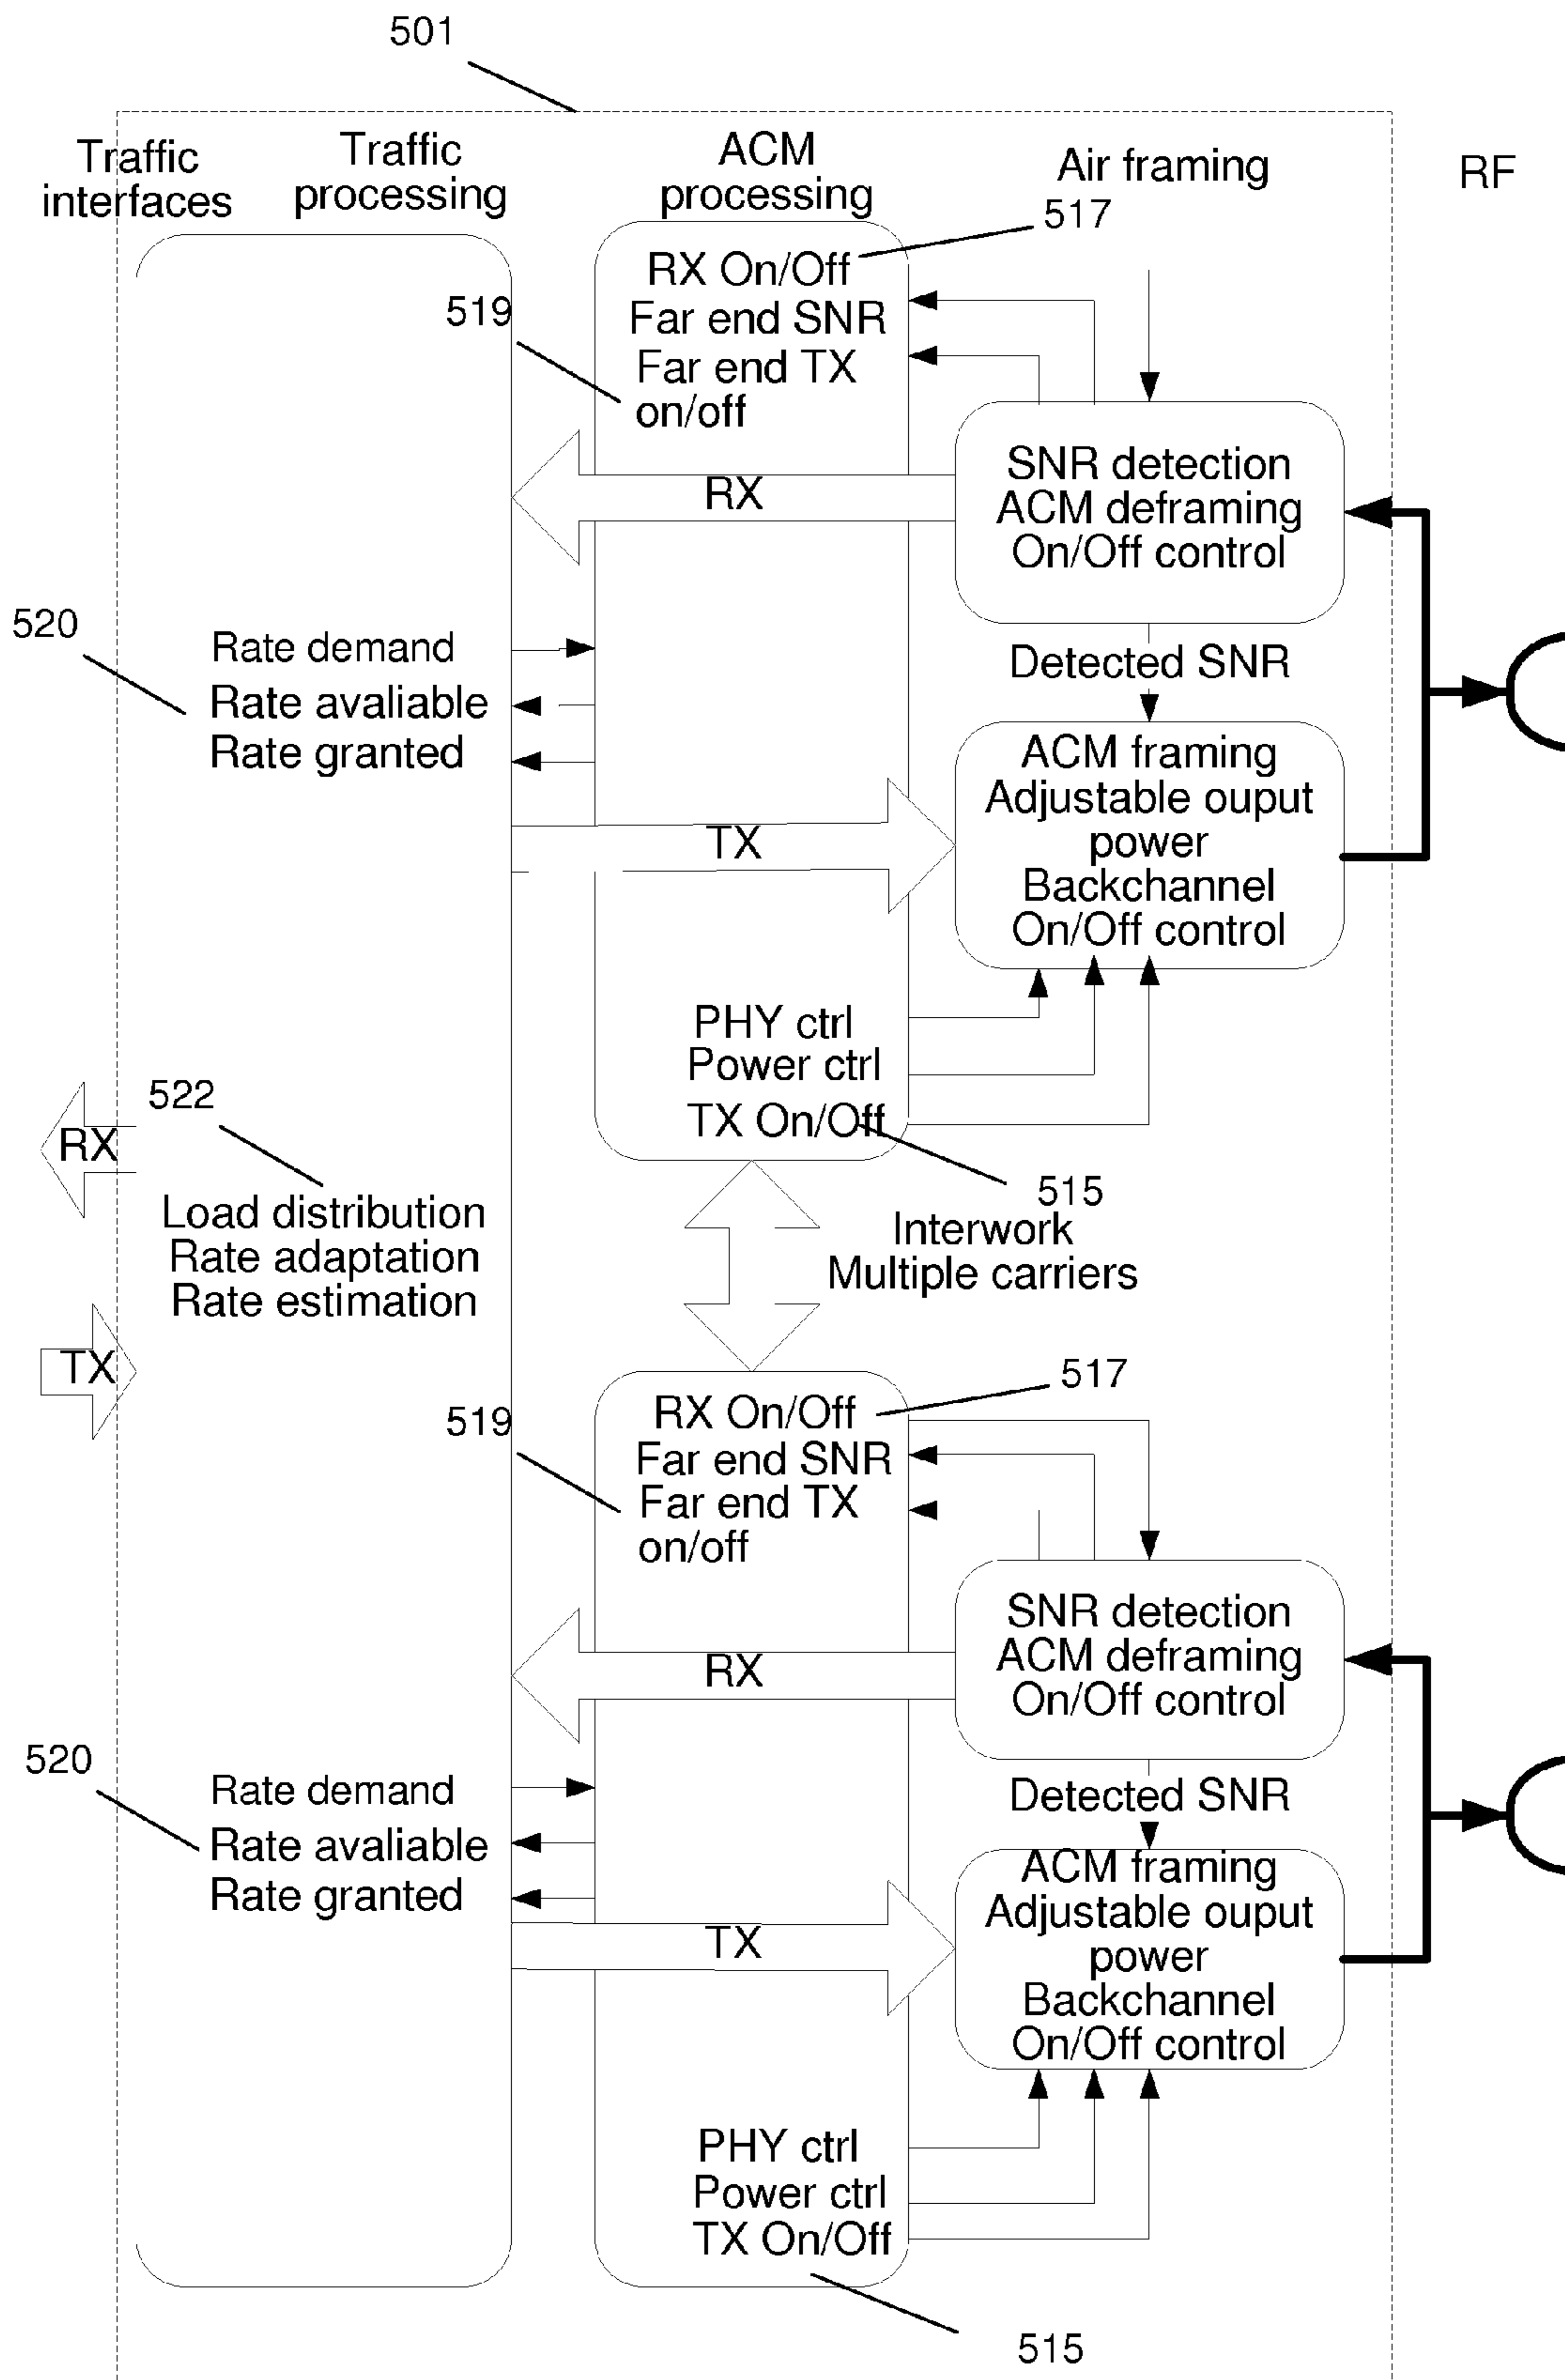 501
Traffic
interfaces
Traffic
processing
ACM
processing
Air framing
RF
517
RX On/Off
Far end SNR
Far end TX
on/off
519
SNR detection
ACM deframing
On/Off control
RX
520
Rate demand
Rate avaliable
Rate granted
Detected SNR
ACM framing
Adjustable ouput
power
Backchannel
On/Off control
TX
PHY ctrl
Power ctrl
TX On/Off
515
522
RX
Load distribution
Rate adaptation
Rate estimation
TX
Interwork
Multiple carriers
517
RX On/Off
Far end SNR
Far end TX
on/off
519
SNR detection
ACM deframing
On/Off control
RX
520
Rate demand
Rate avaliable
Rate granted
Detected SNR
ACM framing
Adjustable ouput
power
Backchannel
On/Off control
TX
PHY ctrl
Power ctrl
TX On/Off
515